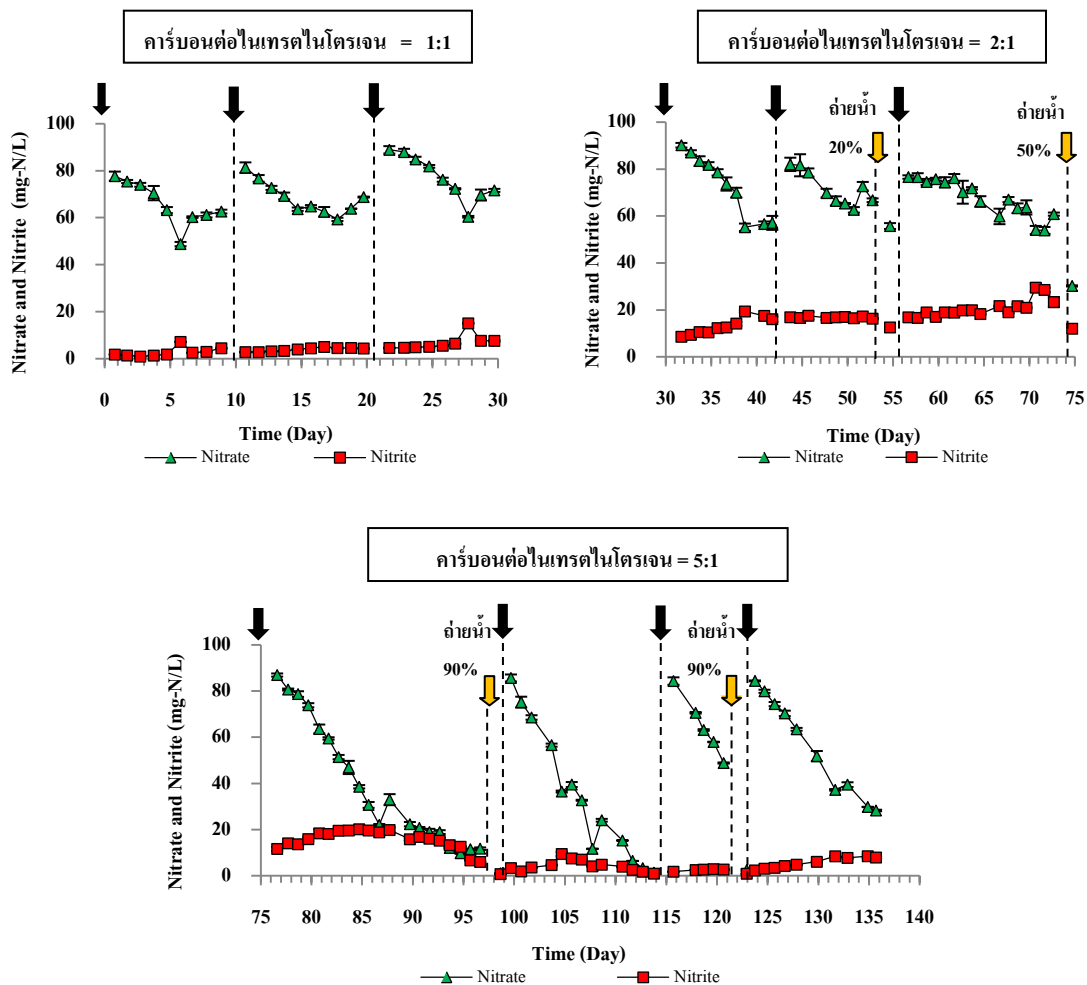 คาร์บอนต่อไนเทรตไนโตรเจน = 1:1
Nitrate and Nitrite (mg-N/L)
100
80
60
40
20
0
0 5 10 15 20 25 30
Time (Day)
Nitrate Nitrite
คาร์บอนต่อไนเทรตไนโตรเจน = 2:1
ถ่ายน้ำ
20%
ถ่ายน้ำ
50%
Nitrate and Nitrite (mg-N/L)
100
80
60
40
20
0
30 35 40 45 50 55 60 65 70 75
Time (Day)
Nitrate Nitrite
คาร์บอนต่อไนเทรตไนโตรเจน = 5:1
ถ่ายน้ำ
90%
ถ่ายน้ำ
90%
Nitrate and Nitrite (mg-N/L)
100
80
60
40
20
0
75 80 85 90 95 100 105 110 115 120 125 130 135 140
Time (Day)
Nitrate Nitrite